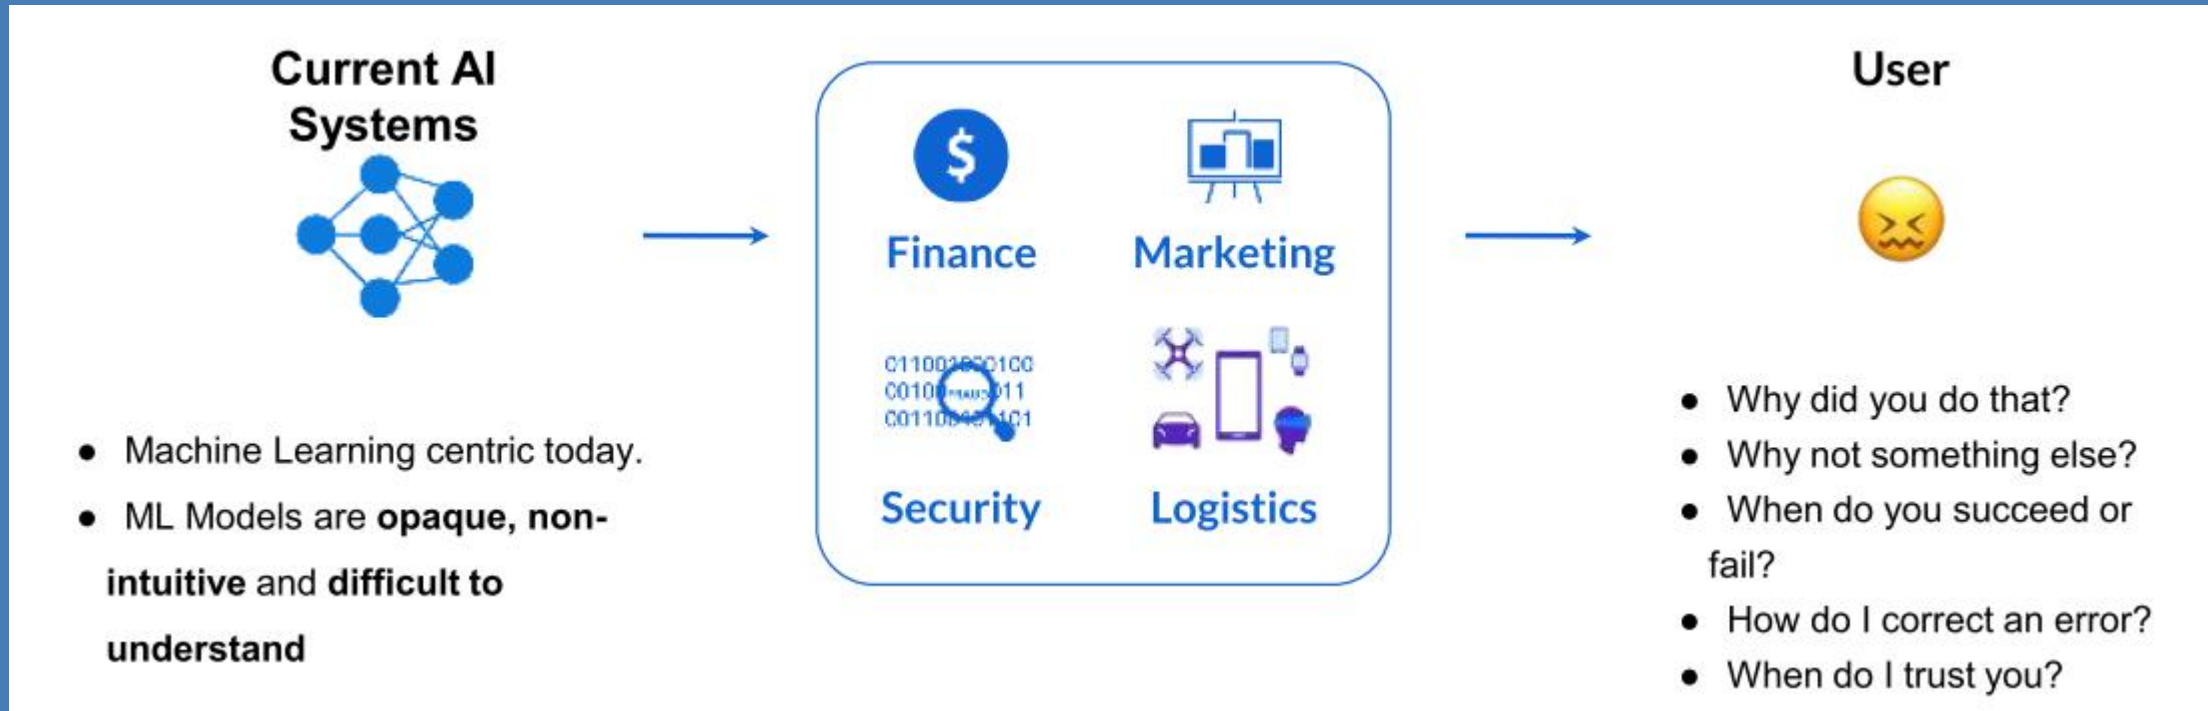 Current AI
Systems
● Machine Learning centric today.
● ML Models are opaque, non-
intuitive and difficult to
understand
$
Finance
Marketing
Security
Logistics
User
● Why did you do that?
● Why not something else?
● When do you succeed or
fail?
● How do I correct an error?
● When do I trust you?